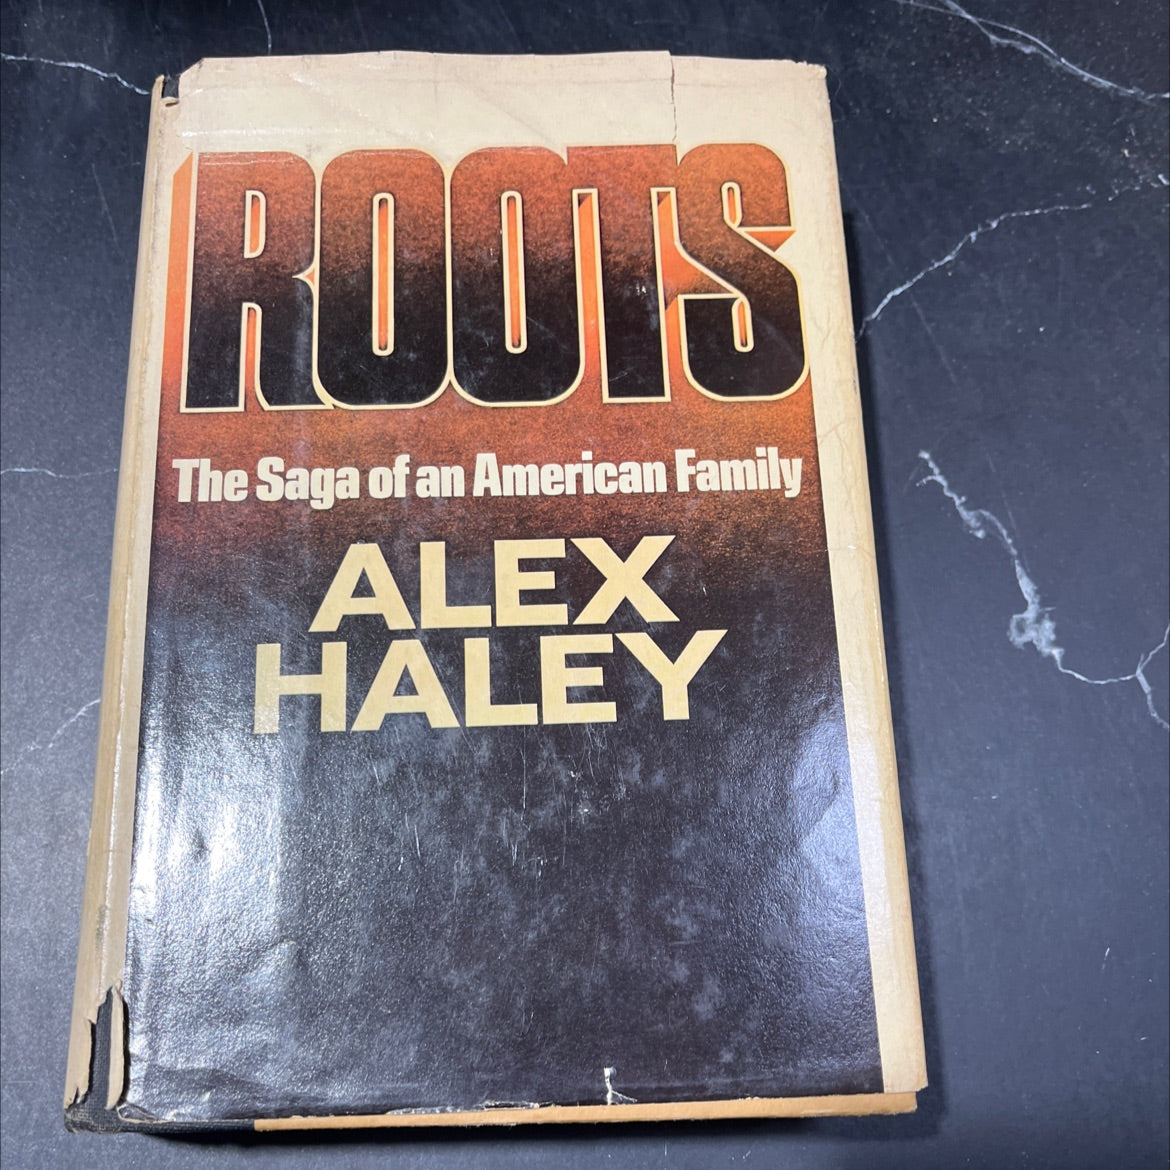 ROOTS
The Saga of an American Family
ALEX
HALEY